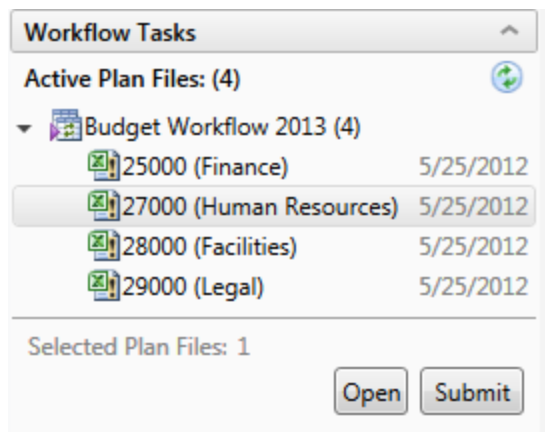 Workflow Tasks
Active Plan Files: (4)
Budget Workflow 2013 (4)
25000 (Finance) 5/25/2012
27000 (Human Resources) 5/25/2012
28000 (Facilities) 5/25/2012
29000 (Legal) 5/25/2012
Selected Plan Files: 1
Open Submit